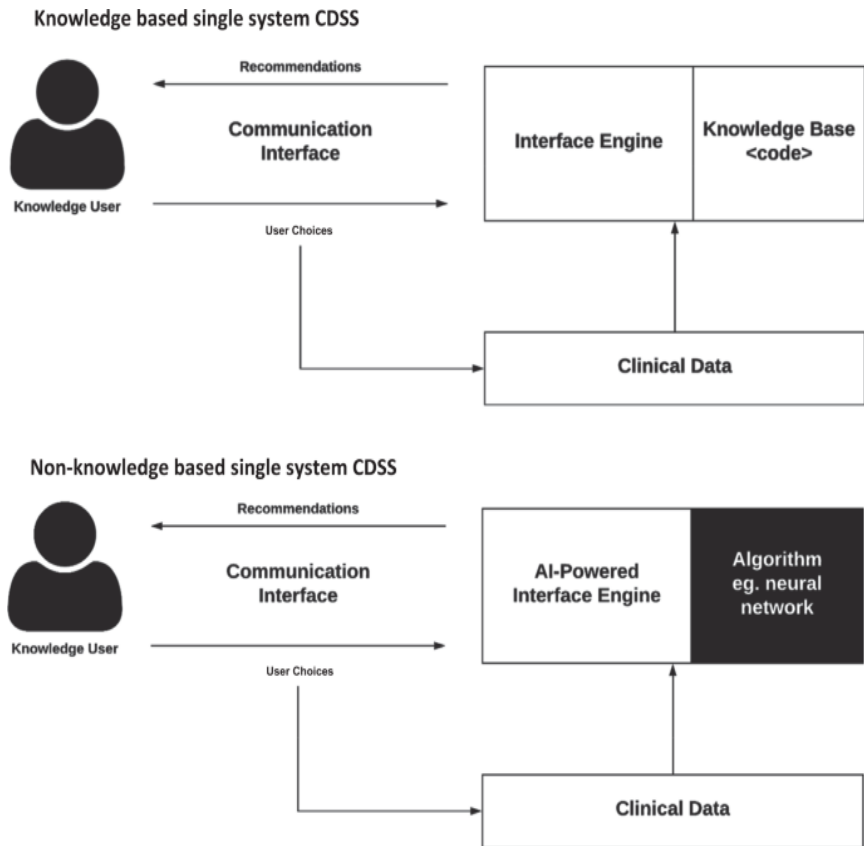 Knowledge based single system CDSS
Recommendations
Communication
Interface
Knowledge User
User Choices
Interface Engine
Knowledge Base
<code>
Clinical Data
Non-knowledge based single system CDSS
Recommendations
Communication
Interface
Knowledge User
User Choices
AI-Powered
Interface Engine
Algorithm
eg. neural
network
Clinical Data